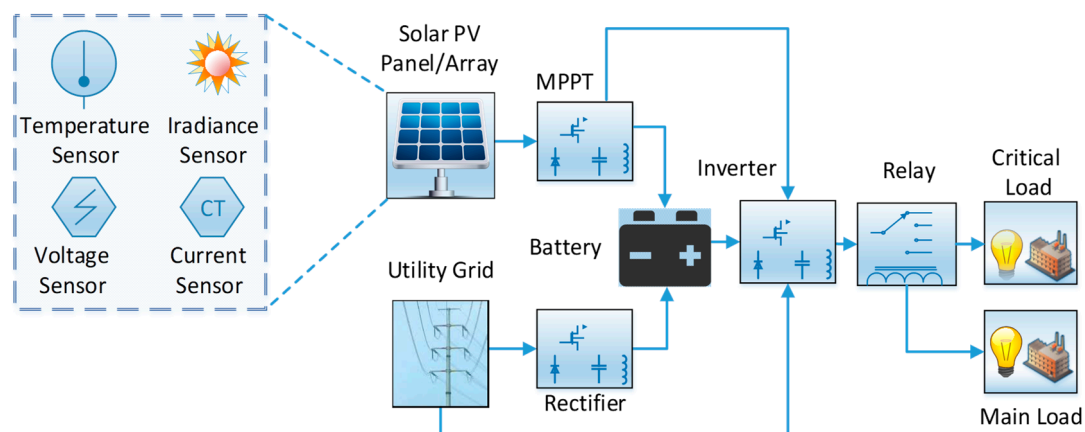 Temperature
Sensor
Irradiance
Sensor
Voltage
Sensor
CT
Current
Sensor
Solar PV
Panel/Array
MPPT
Utility Grid
Battery
Rectifier
Inverter
Relay
Critical
Load
Main Load